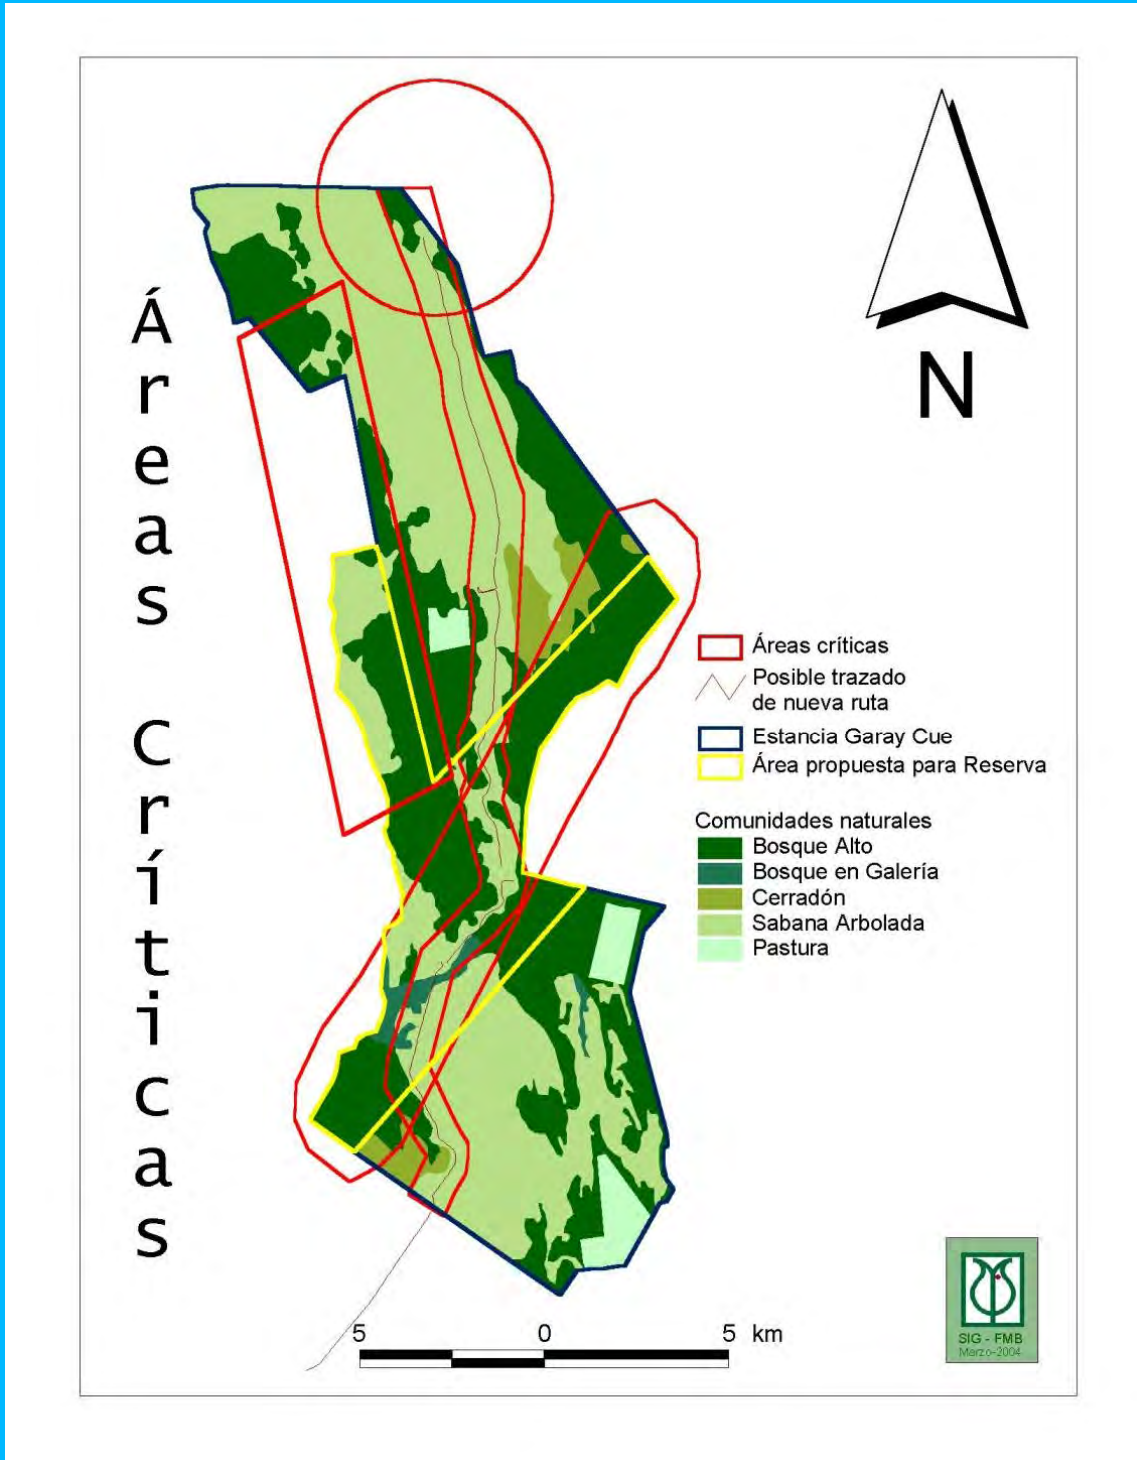 Áreas Críticas
N
Áreas críticas
Posible trazado
de nueva ruta
Estancia Garay Cue
Área propuesta para Reserva
Comunidades naturales
Bosque Alto
Bosque en Galería
Cerradón
Sabana Arbolada
Pastura
5 0 5 km
SIG - FMB
Marzo-2004